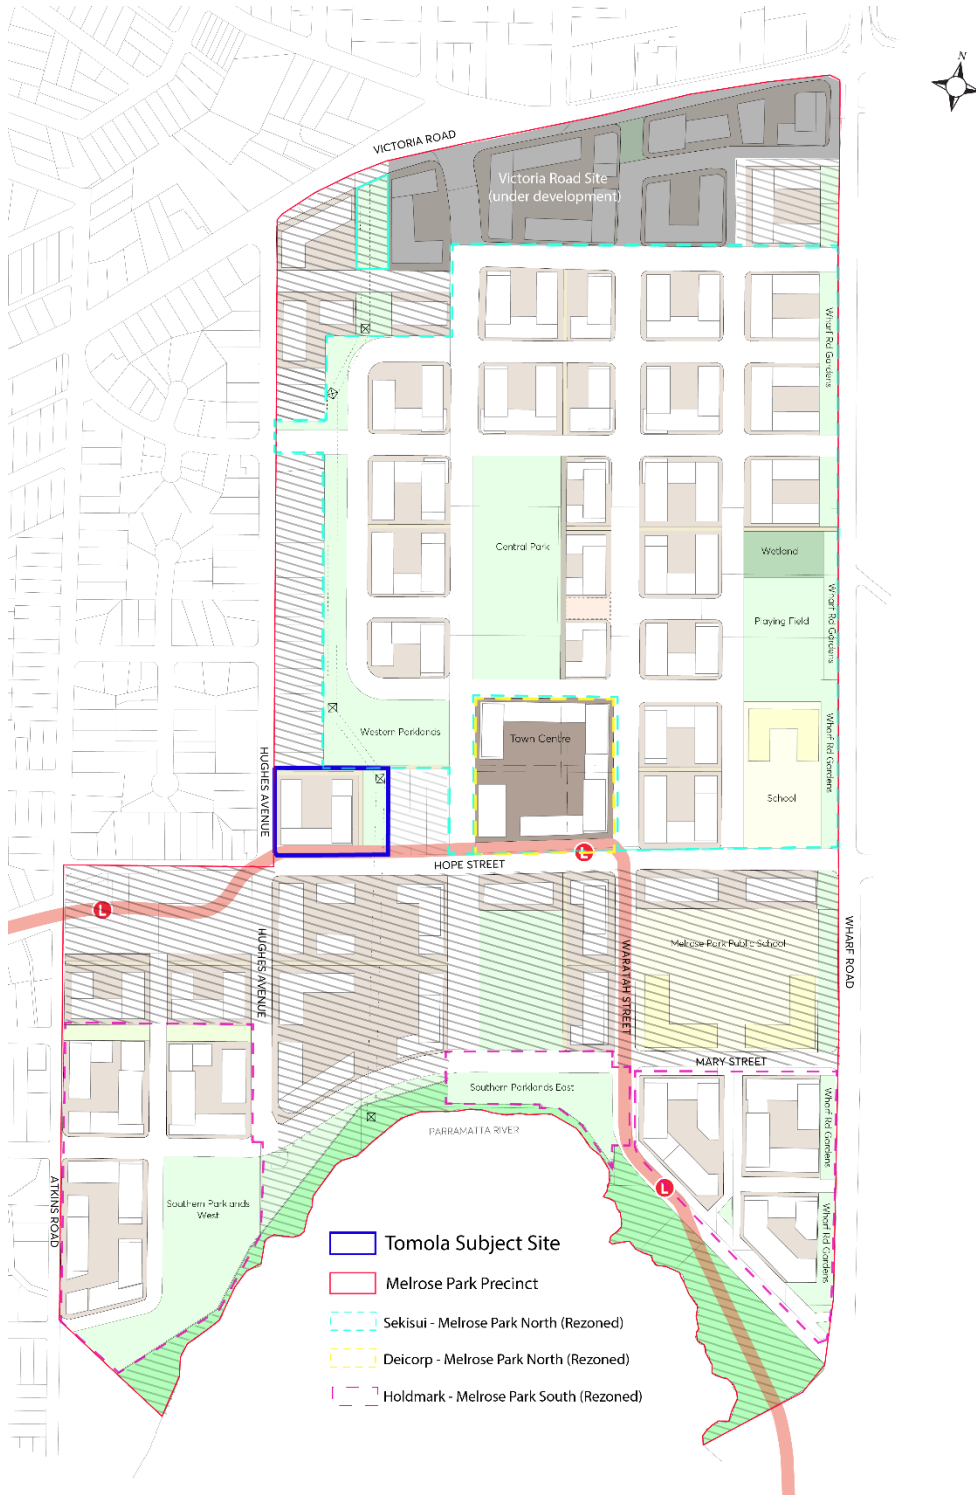 N
VICTORIA ROAD
Victoria Road Site
(under development)
Wharf Rd Gardens
Central Park
Wetland
Playing Field
Wharf Rd Gardens
Western Parklands
Town Centre
Wharf Rd Gardens
School
HUGHES AVENUE
HOPE STREET
L
L
HUGHES AVENUE
WARATAH STREET
Melrose Park Public School
WHARF ROAD
MARY STREET
Southern Parklands East
Wharf Rd Gardens
PARRAMATTA RIVER
L
ATKINS ROAD
Southern Parklands
West
Wharf Rd Gardens
Tomola Subject Site
Melrose Park Precinct
Sekisui - Melrose Park North (Rezoned)
Deicorp - Melrose Park North (Rezoned)
Holdmark - Melrose Park South (Rezoned)